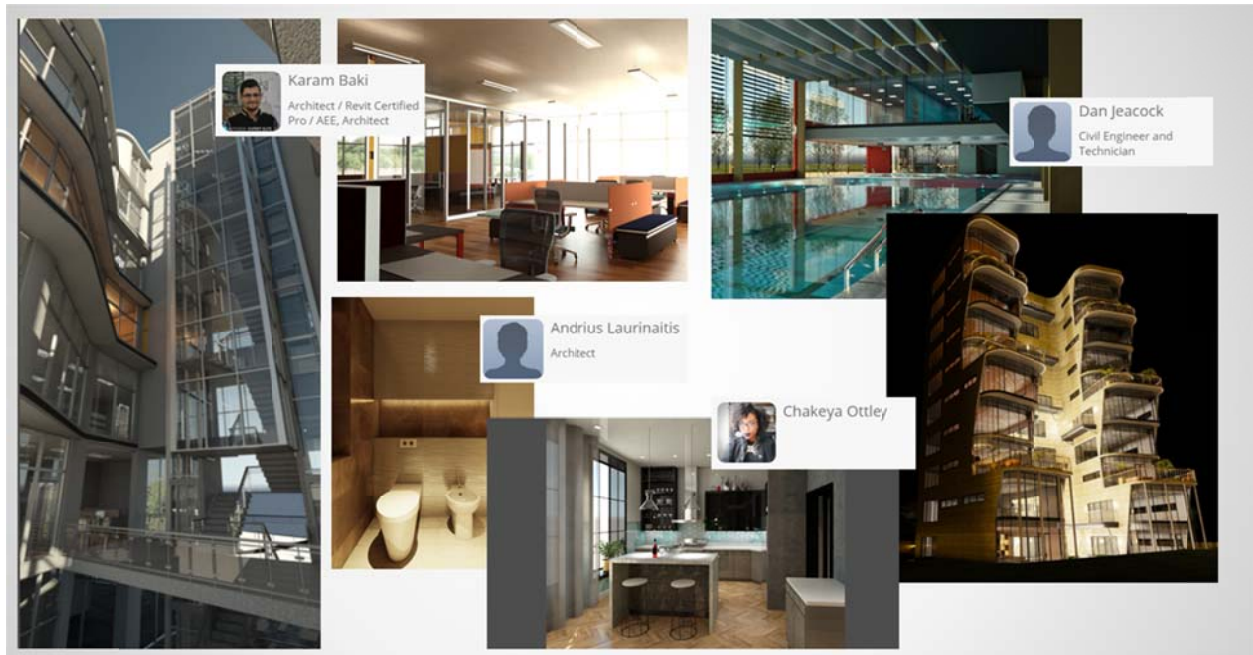 Karam Baki
Architect / Revit Certified
Pro / AEE, Architect
Dan Jeacock
Civil Engineer and
Technician
Andrius Laurinaitis
Architect
Chakeya Ottley